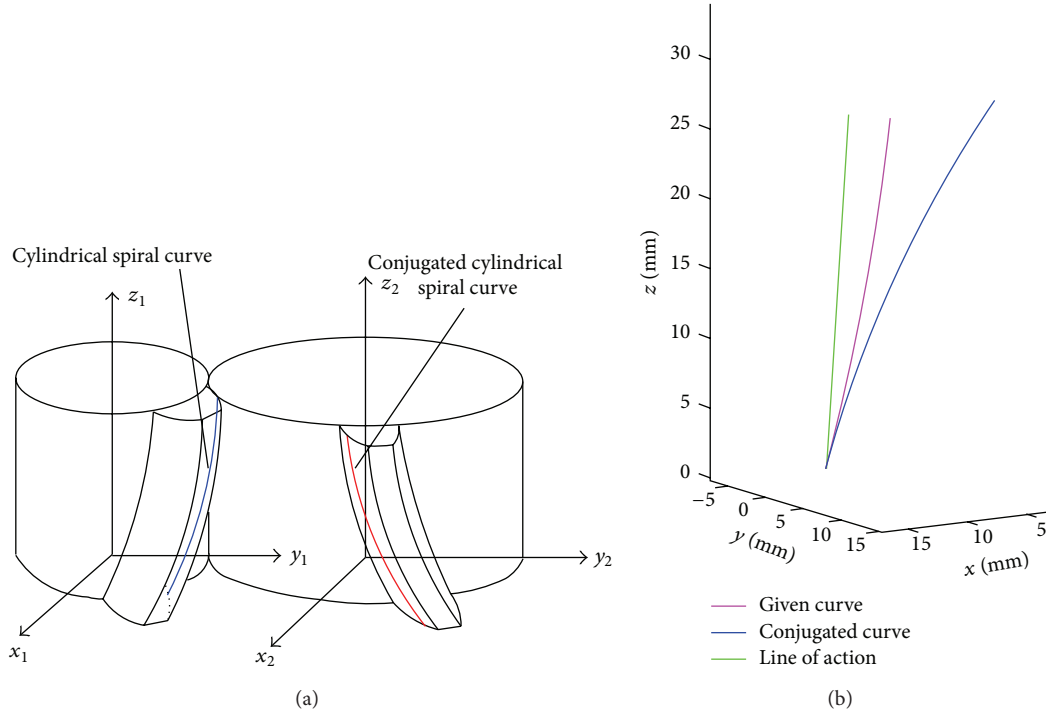 Cylindrical spiral curve
Conjugated cylindrical
spiral curve
z1
z2
y1
y2
x1
x2
(a)
30
25
20
15
10
5
0
z (mm)
−5
0
5
10
15
y (mm)
15
10
5
x (mm)
Given curve
Conjugated curve
Line of action
(b)